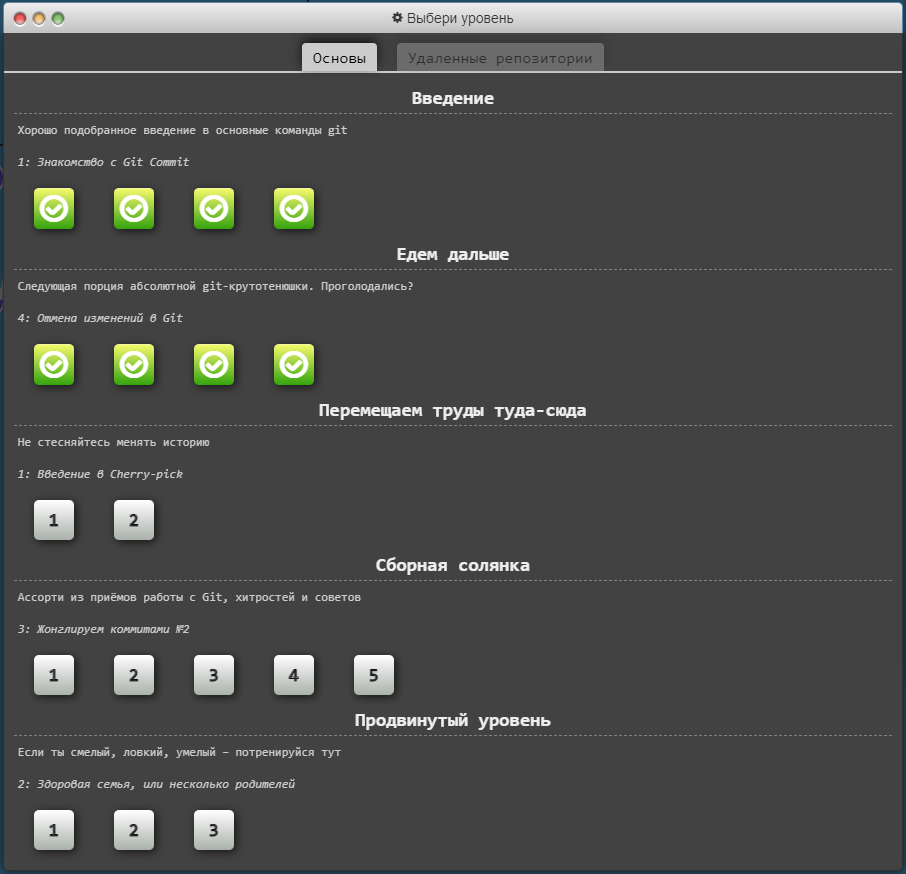 Выбери уровень
Основы
Удаленные репозитории
Введение
Хорошо подобранное введение в основные команды git
1: Знакомство с Git Commit
Едем дальше
Следующая порция абсолютной git-крутотенюшки. Проголодались?
4: Отмена изменений в Git
Перемещаем труды туда-сюда
Не стесняйтесь менять историю
1: Введение в Cherry-pick
1 2
Сборная солянка
Ассорти из приёмов работы с Git, хитростей и советов
3: Жонглируем коммитами №2
1 2 3 4 5
Продвинутый уровень
Если ты смелый, ловкий, умелый – потренируйся тут
2: Здоровая семья, или несколько родителей
1 2 3